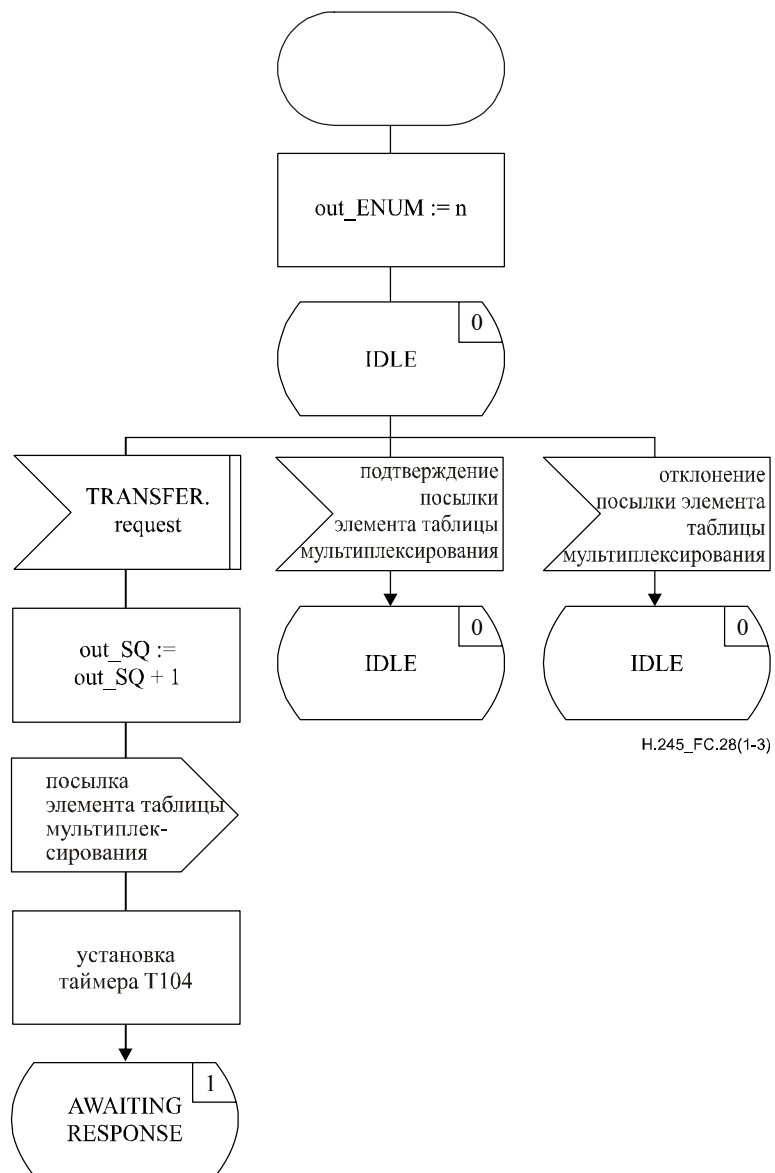 out_ENUM := n
0
IDLE
TRANSFER.
request
подтверждение
посылки
элемента таблицы
мультиплексирования
отклонение
посылки элемента
таблицы
мультиплексирования
out_SQ :=
out_SQ + 1
0
IDLE
0
IDLE
H.245_FC.28(1-3)
посылка
элемента таблицы
мультиплек-
сирования
установка
таймера T104
1
AWAITING
RESPONSE